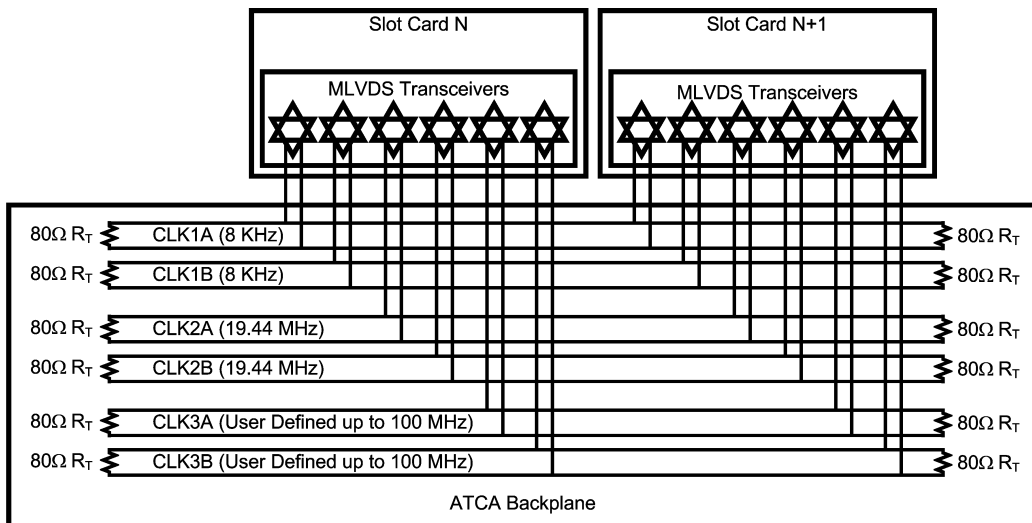 Slot Card N
Slot Card N+1
MLVDS Transceivers
MLVDS Transceivers
80Ω RT
CLK1A (8 KHz)
80Ω RT
80Ω RT
CLK1B (8 KHz)
80Ω RT
80Ω RT
CLK2A (19.44 MHz)
80Ω RT
80Ω RT
CLK2B (19.44 MHz)
80Ω RT
80Ω RT
CLK3A (User Defined up to 100 MHz)
80Ω RT
80Ω RT
CLK3B (User Defined up to 100 MHz)
80Ω RT
ATCA Backplane